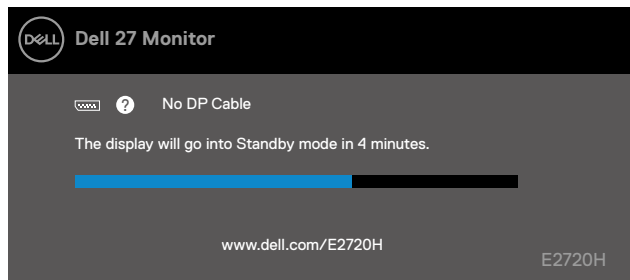 DELL Dell 27 Monitor
? No DP Cable
The display will go into Standby mode in 4 minutes.
www.dell.com/E2720H
E2720H